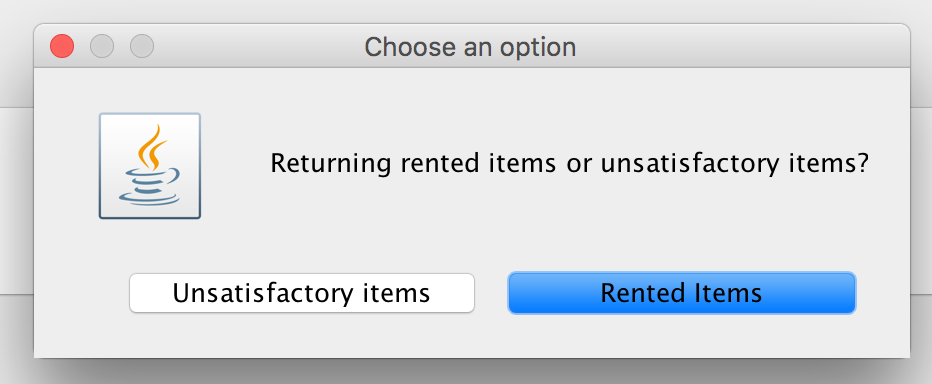 Choose an option
Returning rented items or unsatisfactory items?
Unsatisfactory items
Rented Items